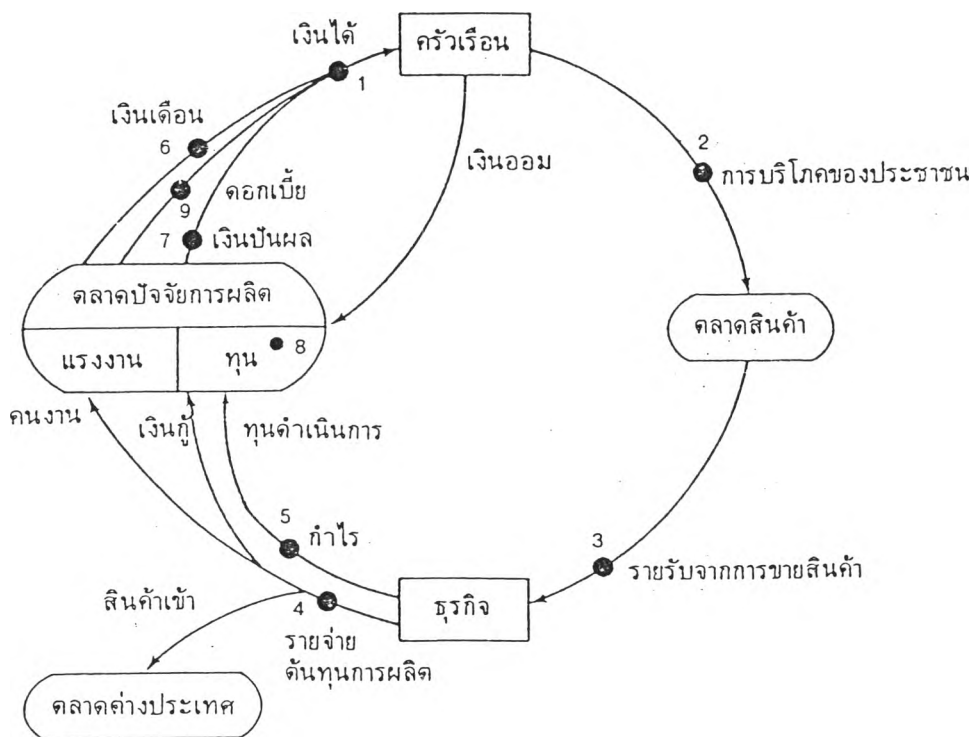 เงินได้
1
ครัวเรือน
เงินเดือน
6
9
ดอกเบี้ย
7
เงินปันผล
เงินออม
2
การบริโภคของประชาชน
ตลาดปัจจัยการผลิต
แรงงาน
ทุน
8
ตลาดสินค้า
คนงาน
เงินกู้
ทุนดำเนินการ
5
กำไร
3
รายรับจากการขายสินค้า
สินค้าเข้า
4
ธุรกิจ
รายจ่าย
ต้นทุนการผลิต
ตลาดต่างประเทศ